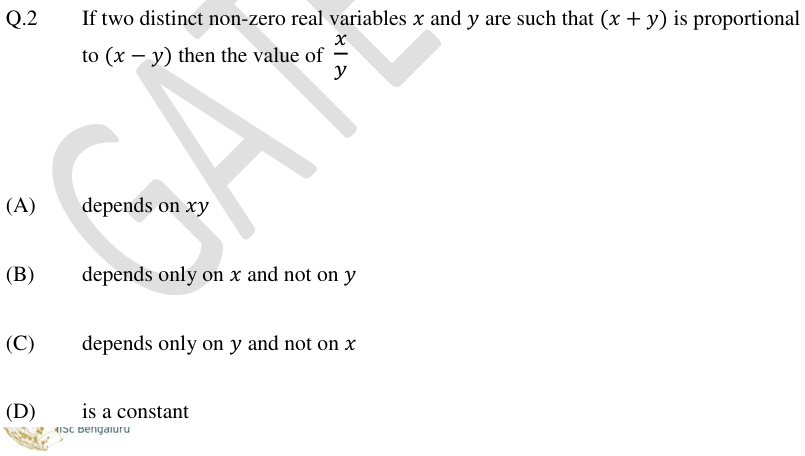 Q.2 If two distinct non-zero real variables x and y are such that (x + y) is proportional
to (x − y) then the value of x/y
GATE
(A) depends on xy
(B) depends only on x and not on y
(C) depends only on y and not on x
(D) is a constant
IISc Bengaluru